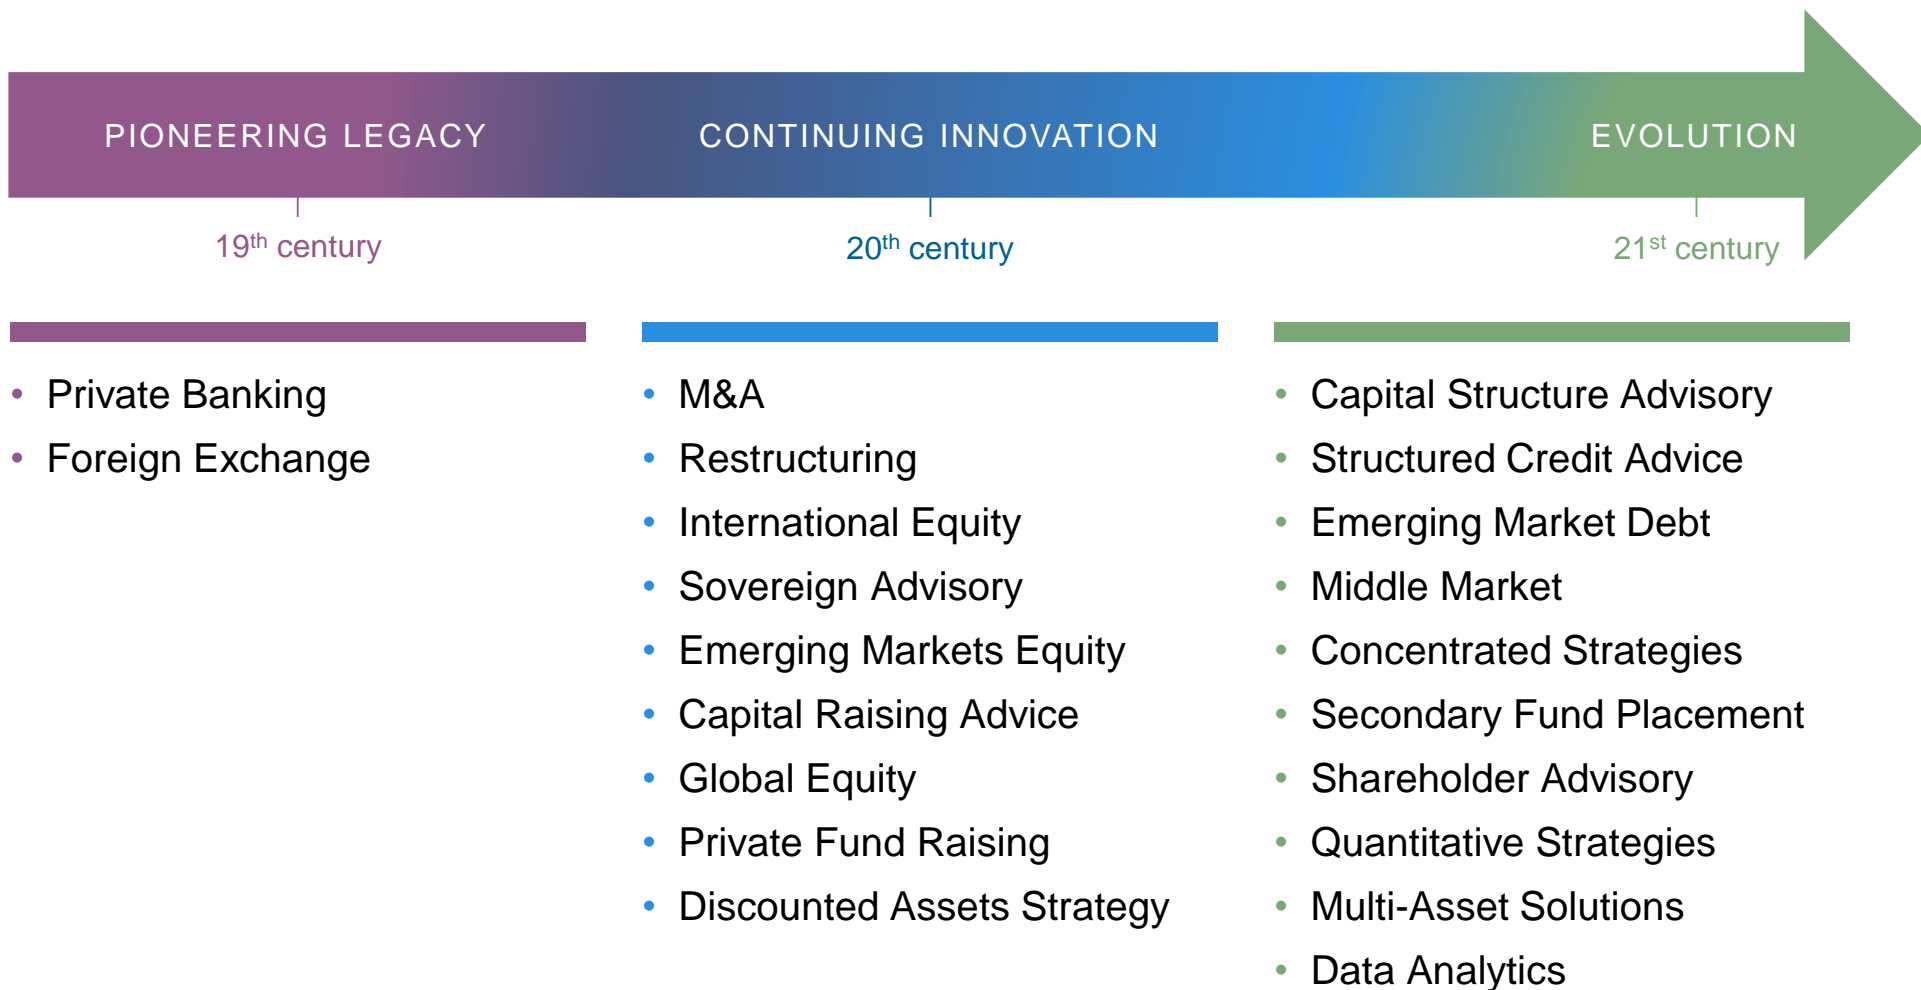 PIONEERING LEGACY
CONTINUING INNOVATION
EVOLUTION
19th century
20th century
21st century
• Private Banking
• Foreign Exchange
• M&A
• Restructuring
• International Equity
• Sovereign Advisory
• Emerging Markets Equity
• Capital Raising Advice
• Global Equity
• Private Fund Raising
• Discounted Assets Strategy
• Capital Structure Advisory
• Structured Credit Advice
• Emerging Market Debt
• Middle Market
• Concentrated Strategies
• Secondary Fund Placement
• Shareholder Advisory
• Quantitative Strategies
• Multi-Asset Solutions
• Data Analytics